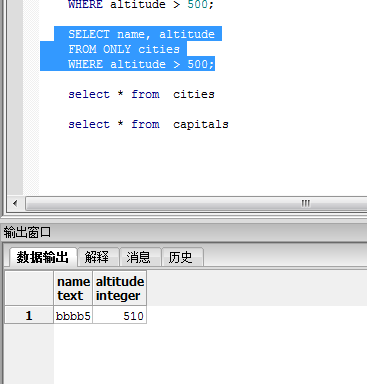 WHERE altitude > 500;
SELECT name, altitude
FROM ONLY cities
WHERE altitude > 500;
select * from  cities
select * from  capitals
输出窗口
数据输出 解释 消息 历史
name altitude
text integer
1 bbbb5 510